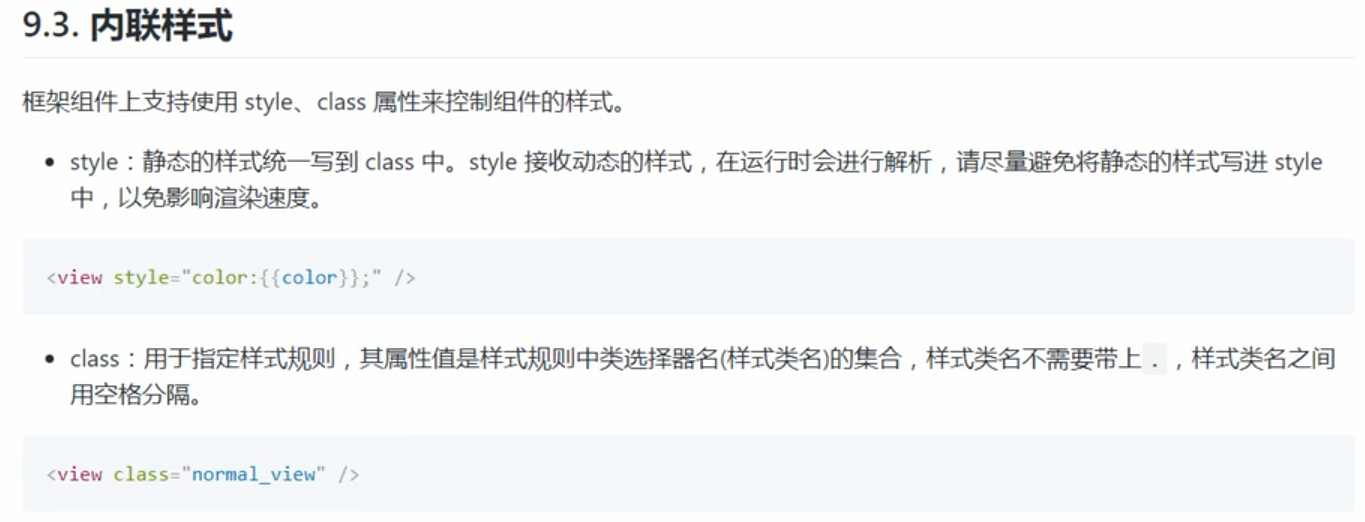 9.3. 内联样式
框架组件上支持使用 style、class 属性来控制组件的样式。
• style：静态的样式统一写到 class 中。style 接收动态的样式，在运行时会进行解析，请尽量避免将静态的样式写进 style
中，以免影响渲染速度。
<view style="color:{{color}};" />
• class：用于指定样式规则，其属性值是样式规则中类选择器名(样式类名)的集合，样式类名不需要带上 . ，样式类名之间
用空格分隔。
<view class="normal_view" />